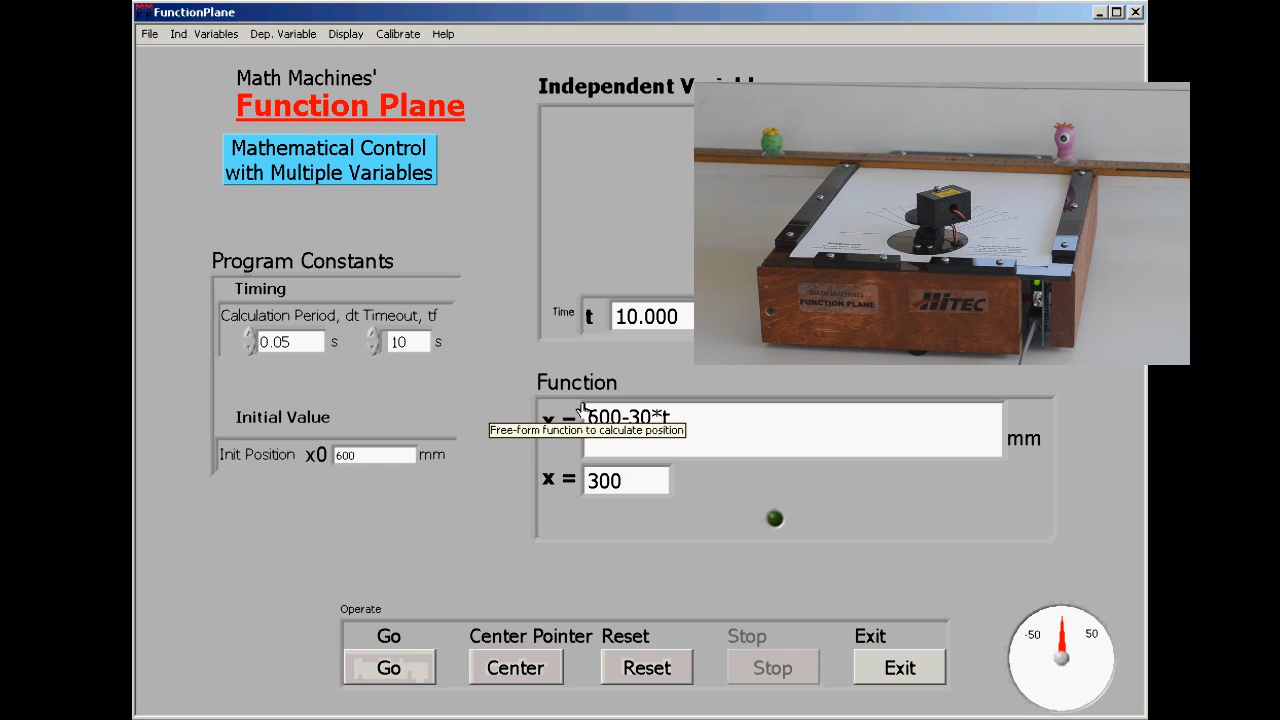 FunctionPlane
File Ind. Variables Dep. Variable Display Calibrate Help
Math Machines'
Function Plane
Mathematical Control
with Multiple Variables
Independent
Program Constants
Timing
Calculation Period, dt Timeout, tf
0.05 s 10 s
Initial Value
Init Position x0 600 mm
Time t 10.000
MATH MACHINES
FUNCTION PLANE
HiTEC
Function
x = 600-30*t
Free-form function to calculate position
mm
x = 300
Operate
Go Center Pointer Reset Stop Exit
Go Center Reset Stop Exit
-50 50